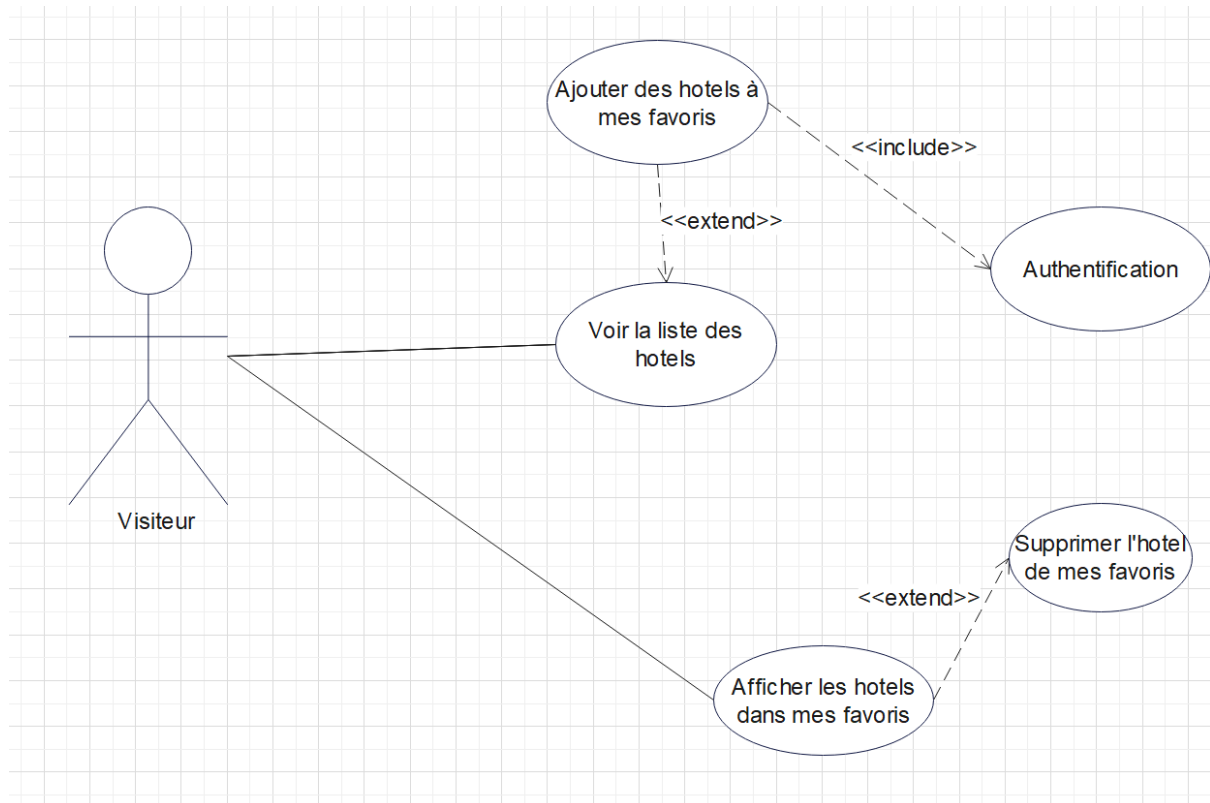 Ajouter des hotels à
mes favoris
<<include>>
<<extend>>
Authentification
Voir la liste des
hotels
Visiteur
Supprimer l'hotel
de mes favoris
<<extend>>
Afficher les hotels
dans mes favoris